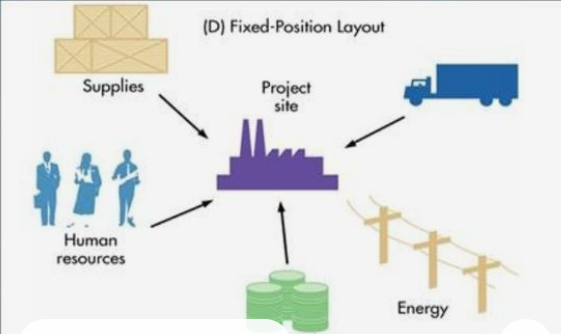 (D) Fixed-Position Layout
Supplies
Project
site
Human
resources
Energy